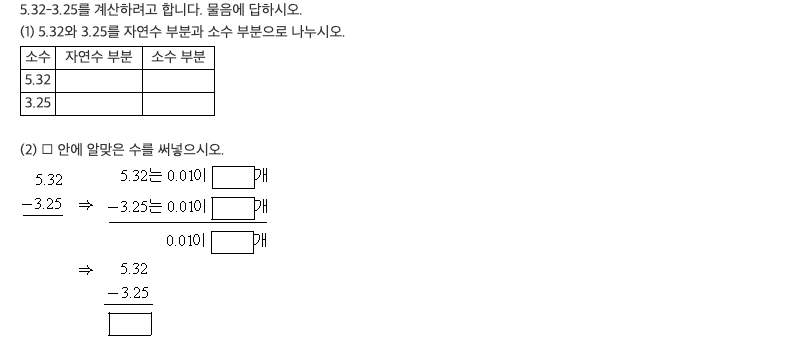 5.32-3.25를 계산하려고 합니다. 물음에 답하시오.
(1) 5.32와 3.25를 자연수 부분과 소수 부분으로 나누시오.
소수 자연수 부분 소수 부분
5.32
3.25
(2) □ 안에 알맞은 수를 써넣으시오.
5.32 5.32는 0.01이 □개
−3.25 ⇒ −3.25는 0.01이 □개
0.01이 □개
⇒ 5.32
−3.25
□